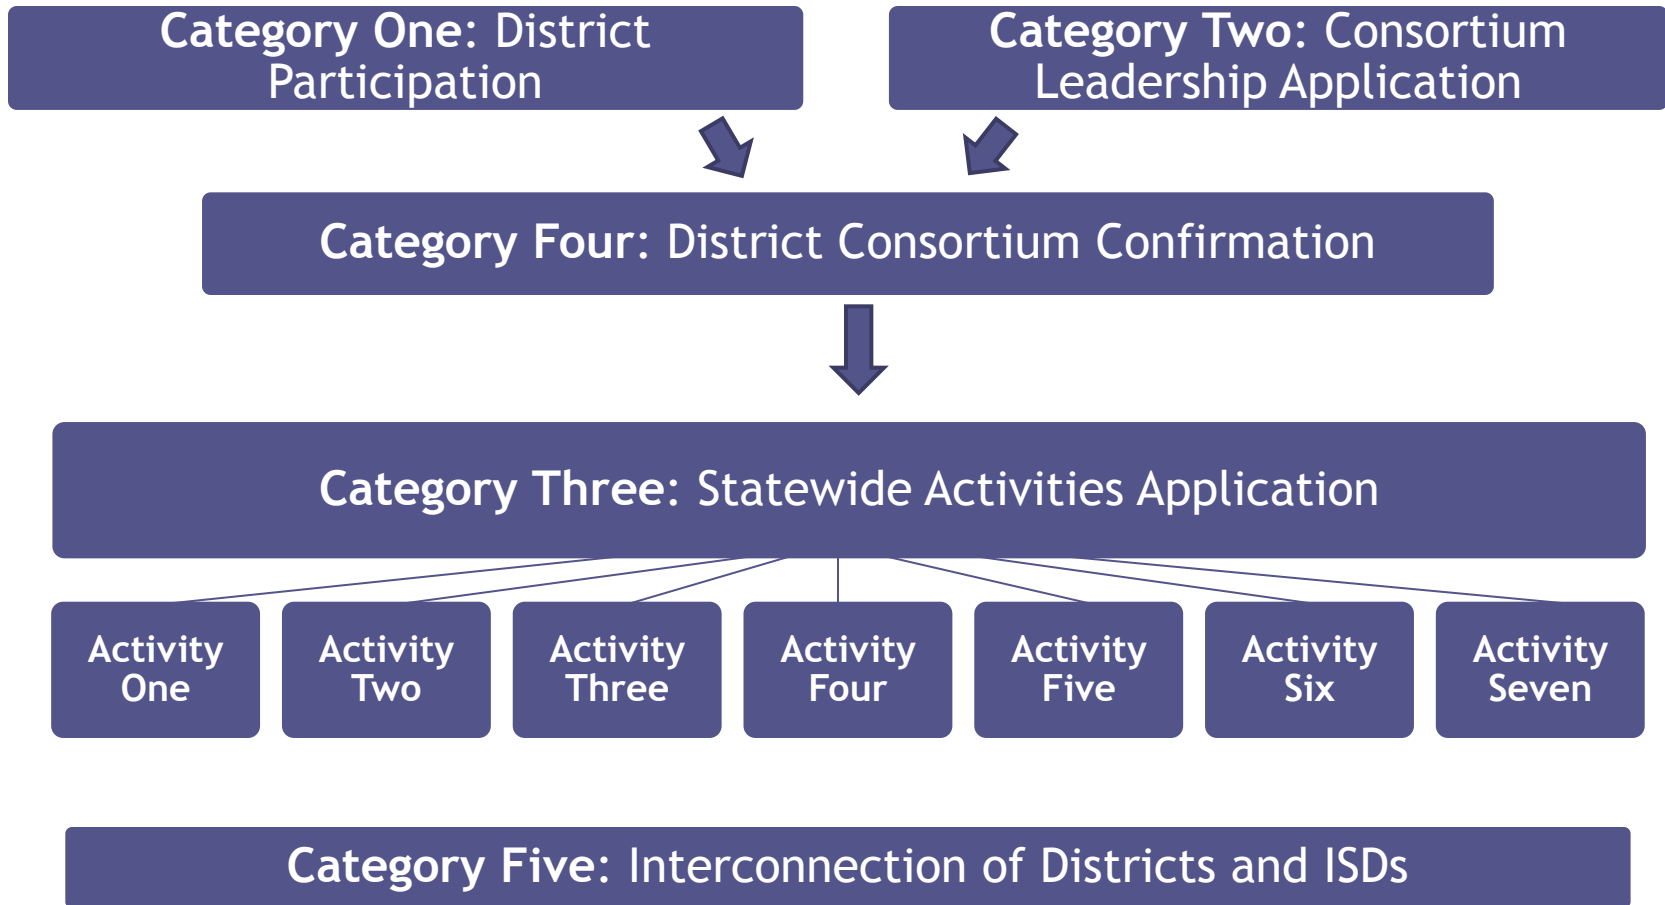 Category One: District
Participation
Category Two: Consortium
Leadership Application
Category Four: District Consortium Confirmation
Category Three: Statewide Activities Application
Activity
One
Activity
Two
Activity
Three
Activity
Four
Activity
Five
Activity
Six
Activity
Seven
Category Five: Interconnection of Districts and ISDs